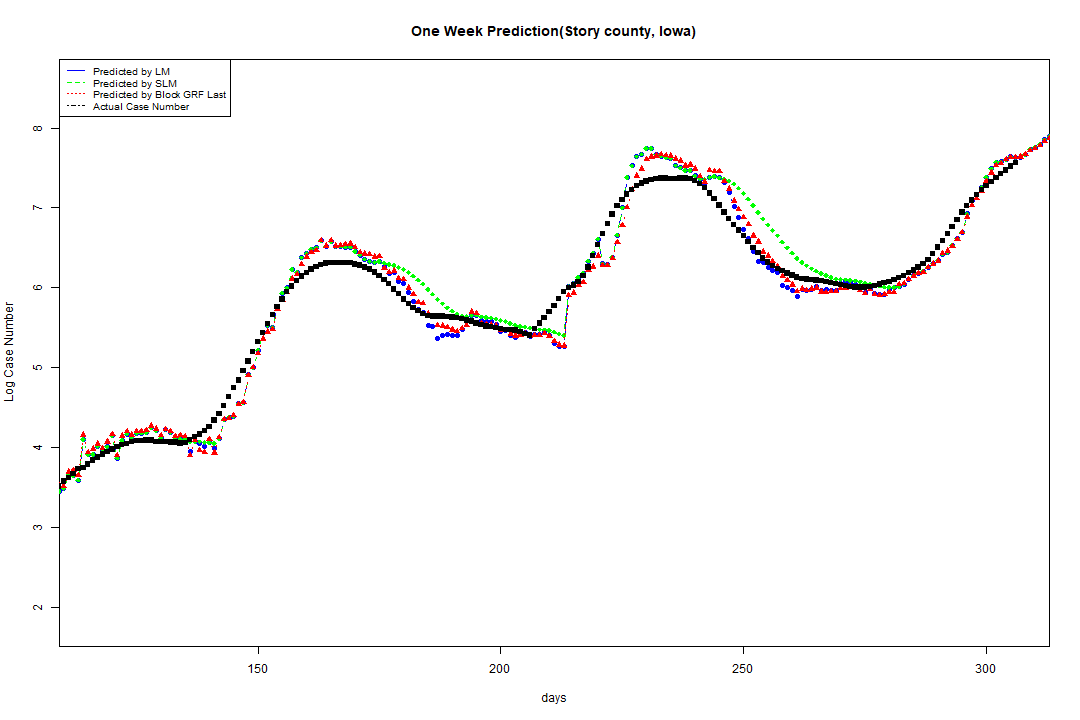 One Week Prediction(Story county, Iowa)
Predicted by LM
Predicted by SLM
Predicted by Block GRF Last
Actual Case Number
8
7
6
5
4
3
2
Log Case Number
150 200 250 300
days